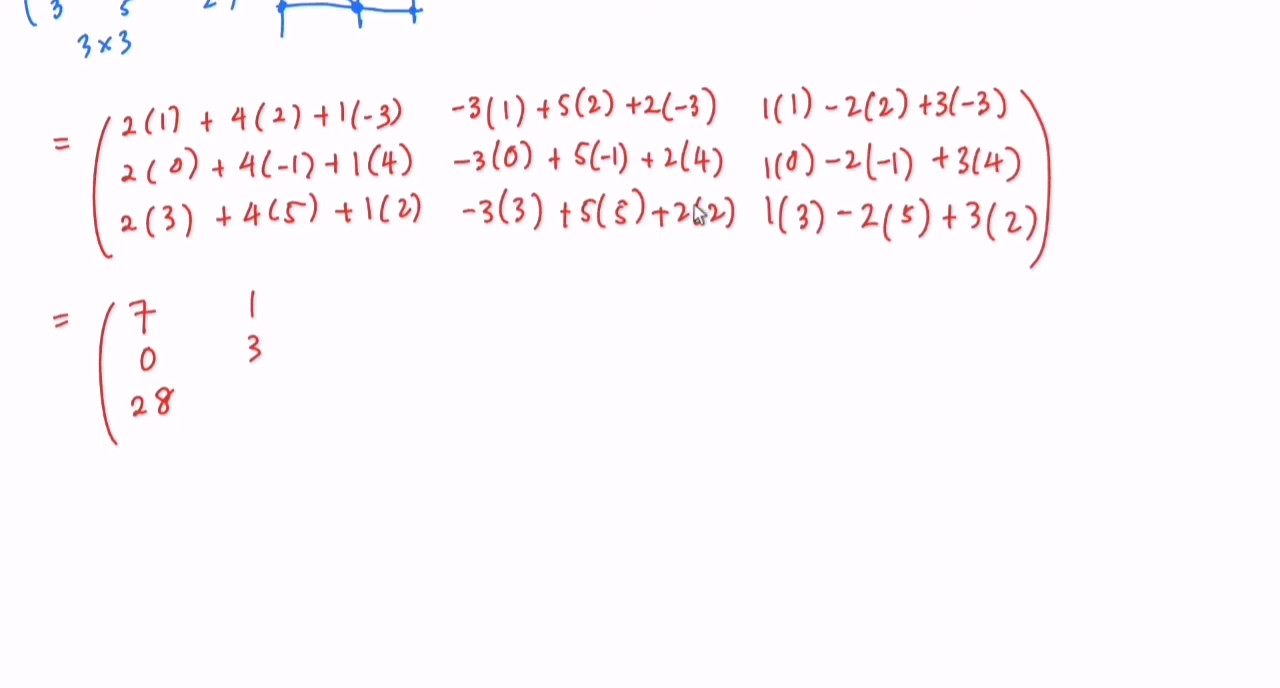 ( 3 5 2 )
3 × 3
= ( 2(1) + 4(2) + 1(-3) -3(1) + 5(2) + 2(-3) 1(1) - 2(2) + 3(-3)
2(0) + 4(-1) + 1(4) -3(0) + 5(-1) + 2(4) 1(0) - 2(-1) + 3(4)
2(3) + 4(5) + 1(2) -3(3) + 5(5) + 2(2) 1(3) - 2(5) + 3(2) )
= ( 7 1
0 3
28